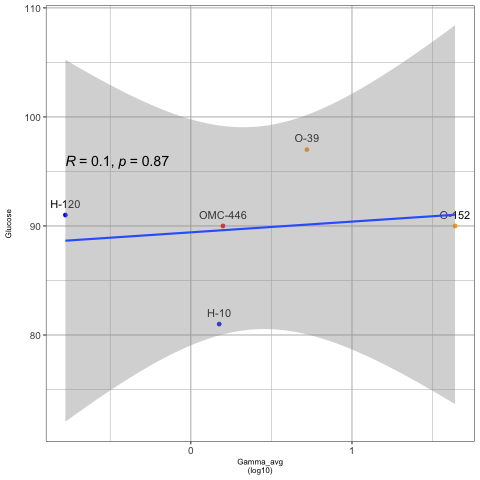 110
100
90
80
Glucose
R = 0.1, p = 0.87
O-39
H-120
OMC-446
O-152
H-10
0
1
Gamma_avg
(log10)